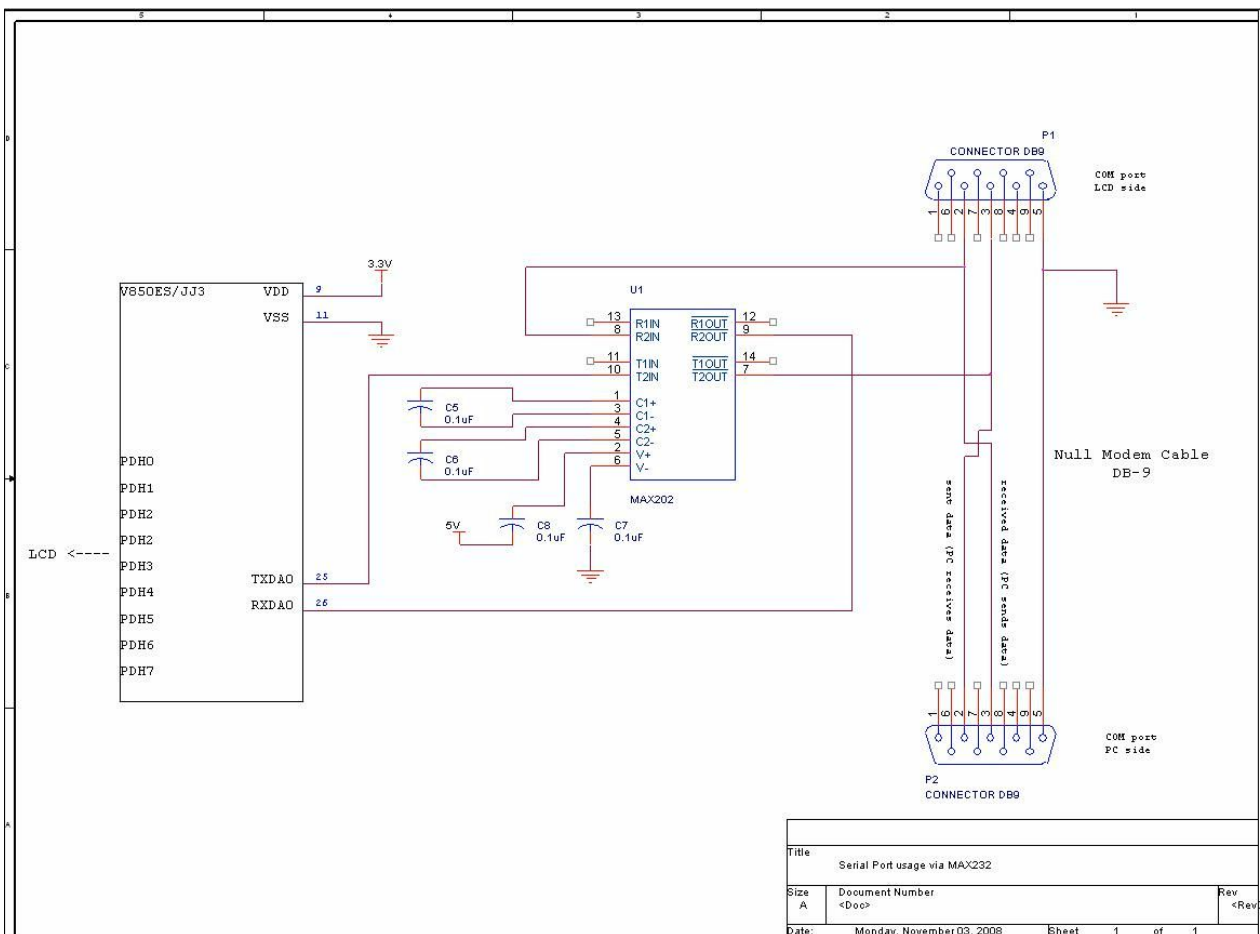 5 4 3 2 1
D
C
B
A
P1
CONNECTOR DB9
COM port
LCD side
1 6 2 7 3 8 4 9 5
3.3V
V850ES/JJ3
VDD 9
VSS 11
U1
13 R1IN R1OUT 12
8 R2IN R2OUT 9
11 T1IN T1OUT 14
10 T2IN T2OUT 7
1 C1+
3 C1-
4 C2+
5 C2-
2 V+
6 V-
MAX202
C5
0.1uF
C6
0.1uF
5V
C8
0.1uF
C7
0.1uF
Null Modem Cable
DB-9
sent data (PC receives data)
received data (PC sends data)
PDH0
PDH1
PDH2
PDH2
PDH3
PDH4
PDH5
PDH6
PDH7
LCD <----
TXDA0 25
RXDA0 26
1 6 2 7 3 8 4 9 5
COM port
PC side
P2
CONNECTOR DB9
Title
Serial Port usage via MAX232
Size
A
Document Number
<Doc>
Rev
<Rev
Date: Monday, November 03, 2008 Sheet 1 of 1